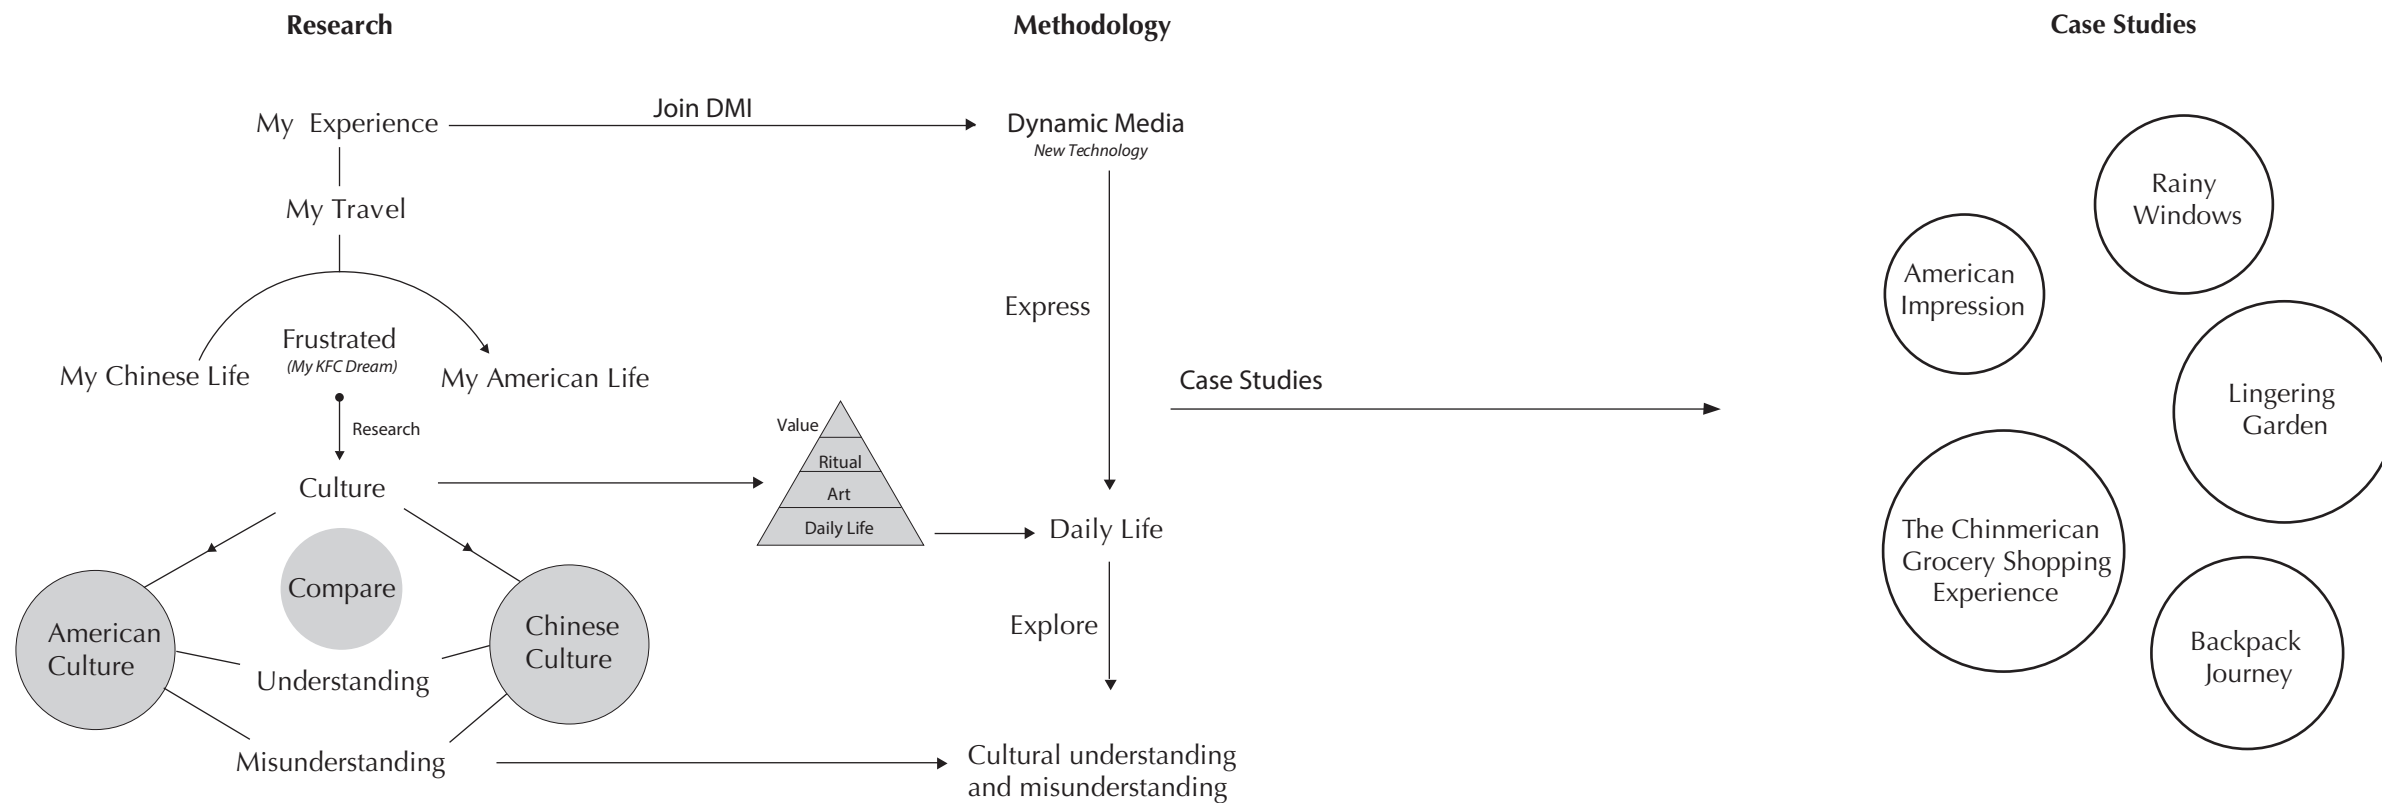 Research
Methodology
Case Studies
My Experience
Join DMI
Dynamic Media
New Technology
My Travel
Frustrated
(My KFC Dream)
My Chinese Life
My American Life
Research
Culture
Compare
American
Culture
Chinese
Culture
Understanding
Misunderstanding
Value
Ritual
Art
Daily Life
Express
Daily Life
Explore
Cultural understanding
and misunderstanding
Case Studies
Rainy
Windows
American
Impression
Lingering
Garden
The Chinmerican
Grocery Shopping
Experience
Backpack
Journey